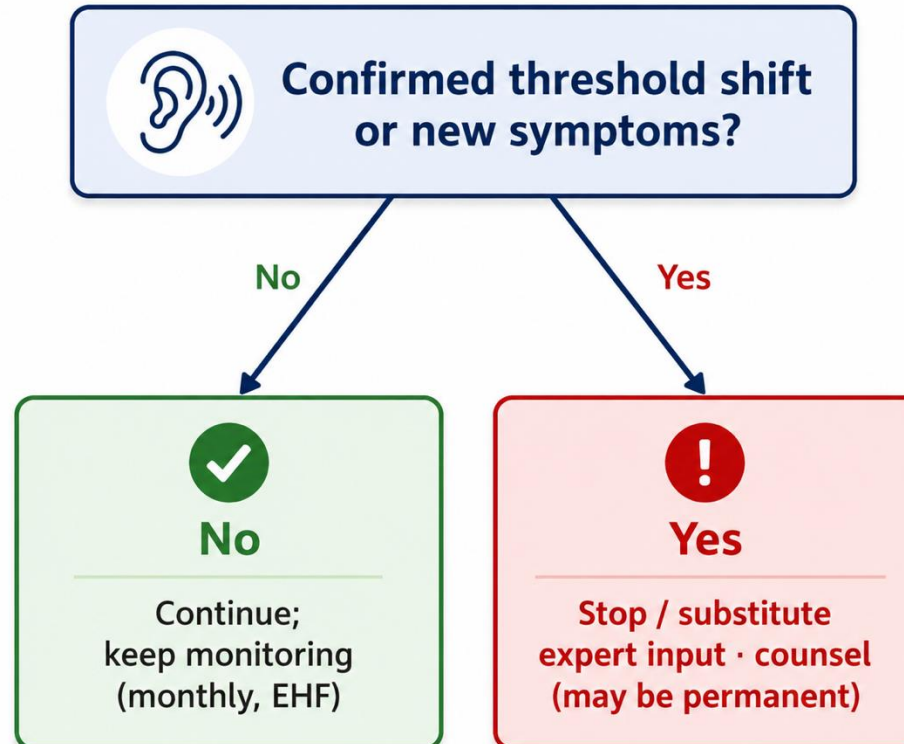 Confirmed threshold shift
or new symptoms?
No
Yes
No
Continue;
keep monitoring
(monthly, EHF)
Yes
Stop / substitute
expert input · counsel
(may be permanent)